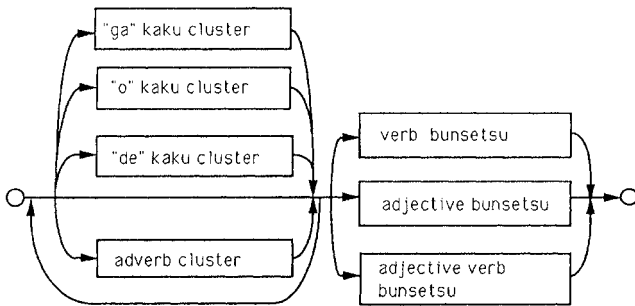 "ga" kaku cluster
"o" kaku cluster
"de" kaku cluster
adverb cluster
verb bunsetsu
adjective bunsetsu
adjective verb
bunsetsu